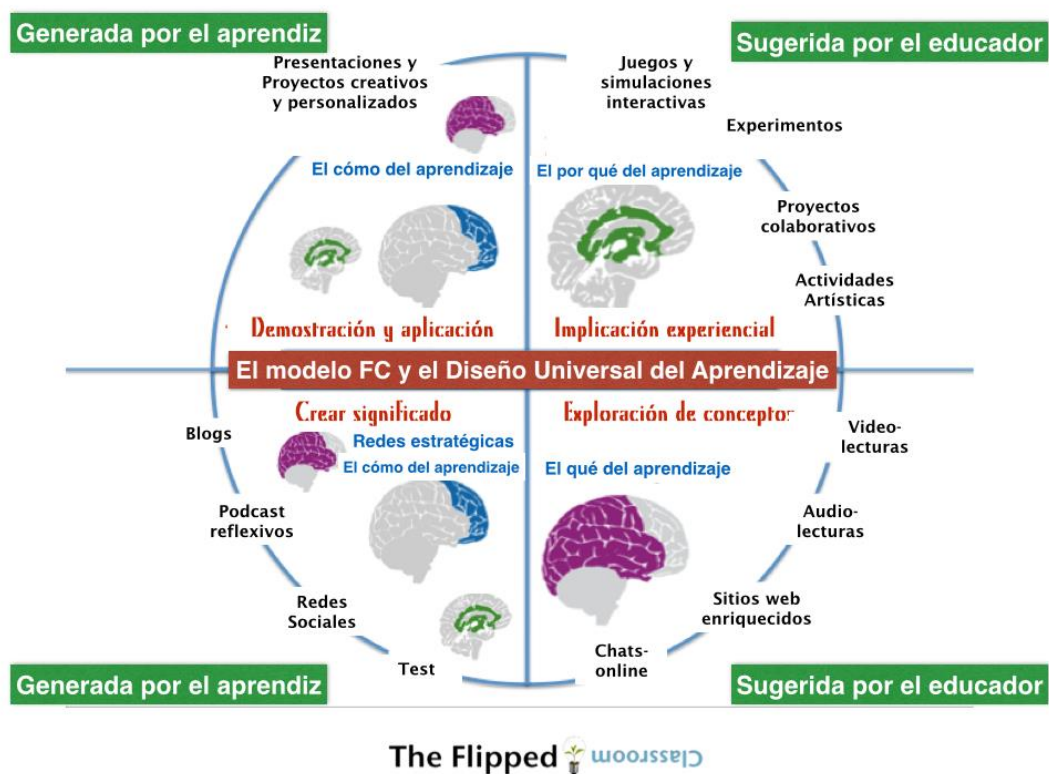 Generada por el aprendiz
Sugerida por el educador
Presentaciones y
Proyectos creativos
y personalizados
Juegos y
simulaciones
interactivas
Experimentos
El cómo del aprendizaje
El por qué del aprendizaje
Proyectos
colaborativos
Actividades
Artísticas
Demostración y aplicación
Implicación experiencial
El modelo FC y el Diseño Universal del Aprendizaje
Crear significado
Exploración de conceptos
Blogs
Redes estratégicas
El cómo del aprendizaje
El qué del aprendizaje
Video-
lecturas
Podcast
reflexivos
Audio-
lecturas
Redes
Sociales
Sitios web
enriquecidos
Test
Chats-
online
Generada por el aprendiz
Sugerida por el educador
The Flipped Classroom